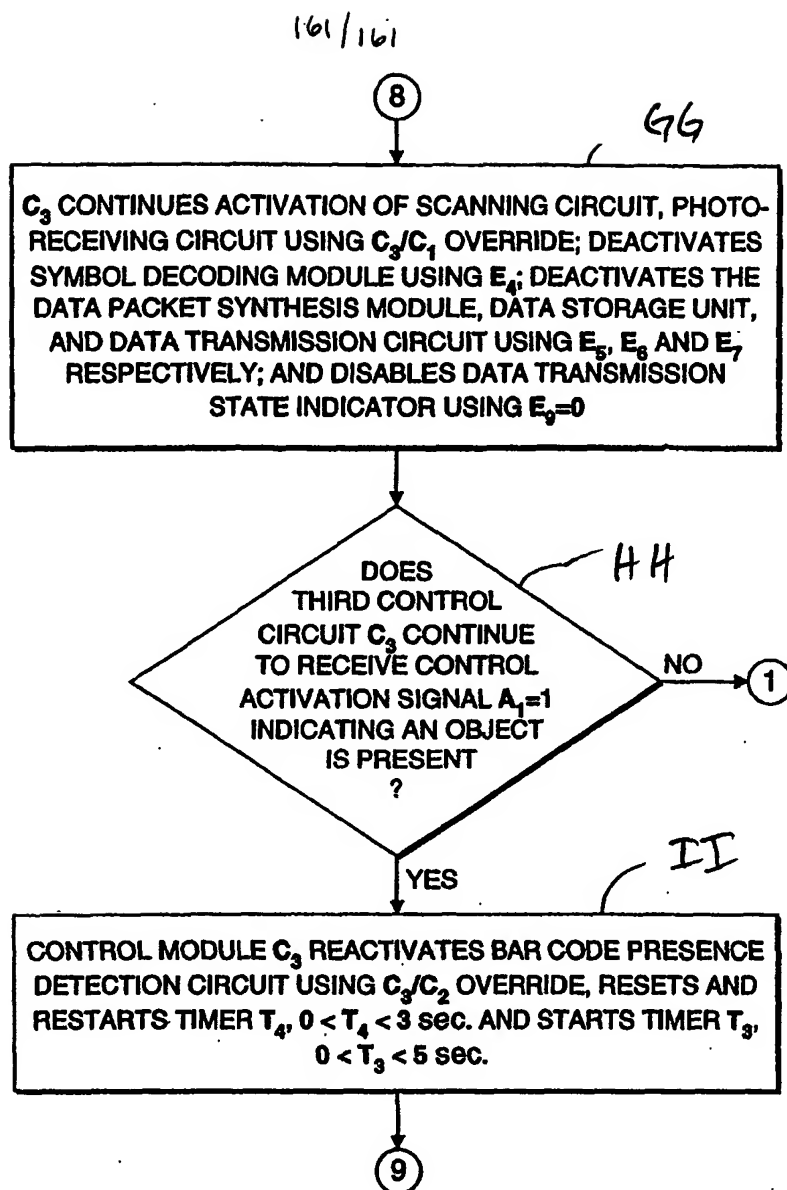 161/161
8
GG
C₃ CONTINUES ACTIVATION OF SCANNING CIRCUIT, PHOTO-
RECEIVING CIRCUIT USING C₃/C₁ OVERRIDE; DEACTIVATES
SYMBOL DECODING MODULE USING E₄; DEACTIVATES THE
DATA PACKET SYNTHESIS MODULE, DATA STORAGE UNIT,
AND DATA TRANSMISSION CIRCUIT USING E₅, E₆ AND E₇
RESPECTIVELY; AND DISABLES DATA TRANSMISSION
STATE INDICATOR USING E₉=0
HH
DOES
THIRD CONTROL
CIRCUIT C₃ CONTINUE
TO RECEIVE CONTROL
ACTIVATION SIGNAL A₁=1
INDICATING AN OBJECT
IS PRESENT
?
NO
1
YES
II
CONTROL MODULE C₃ REACTIVATES BAR CODE PRESENCE
DETECTION CIRCUIT USING C₃/C₂ OVERRIDE, RESETS AND
RESTARTS TIMER T₄, 0 < T₄ < 3 sec. AND STARTS TIMER T₃,
0 < T₃ < 5 sec.
9